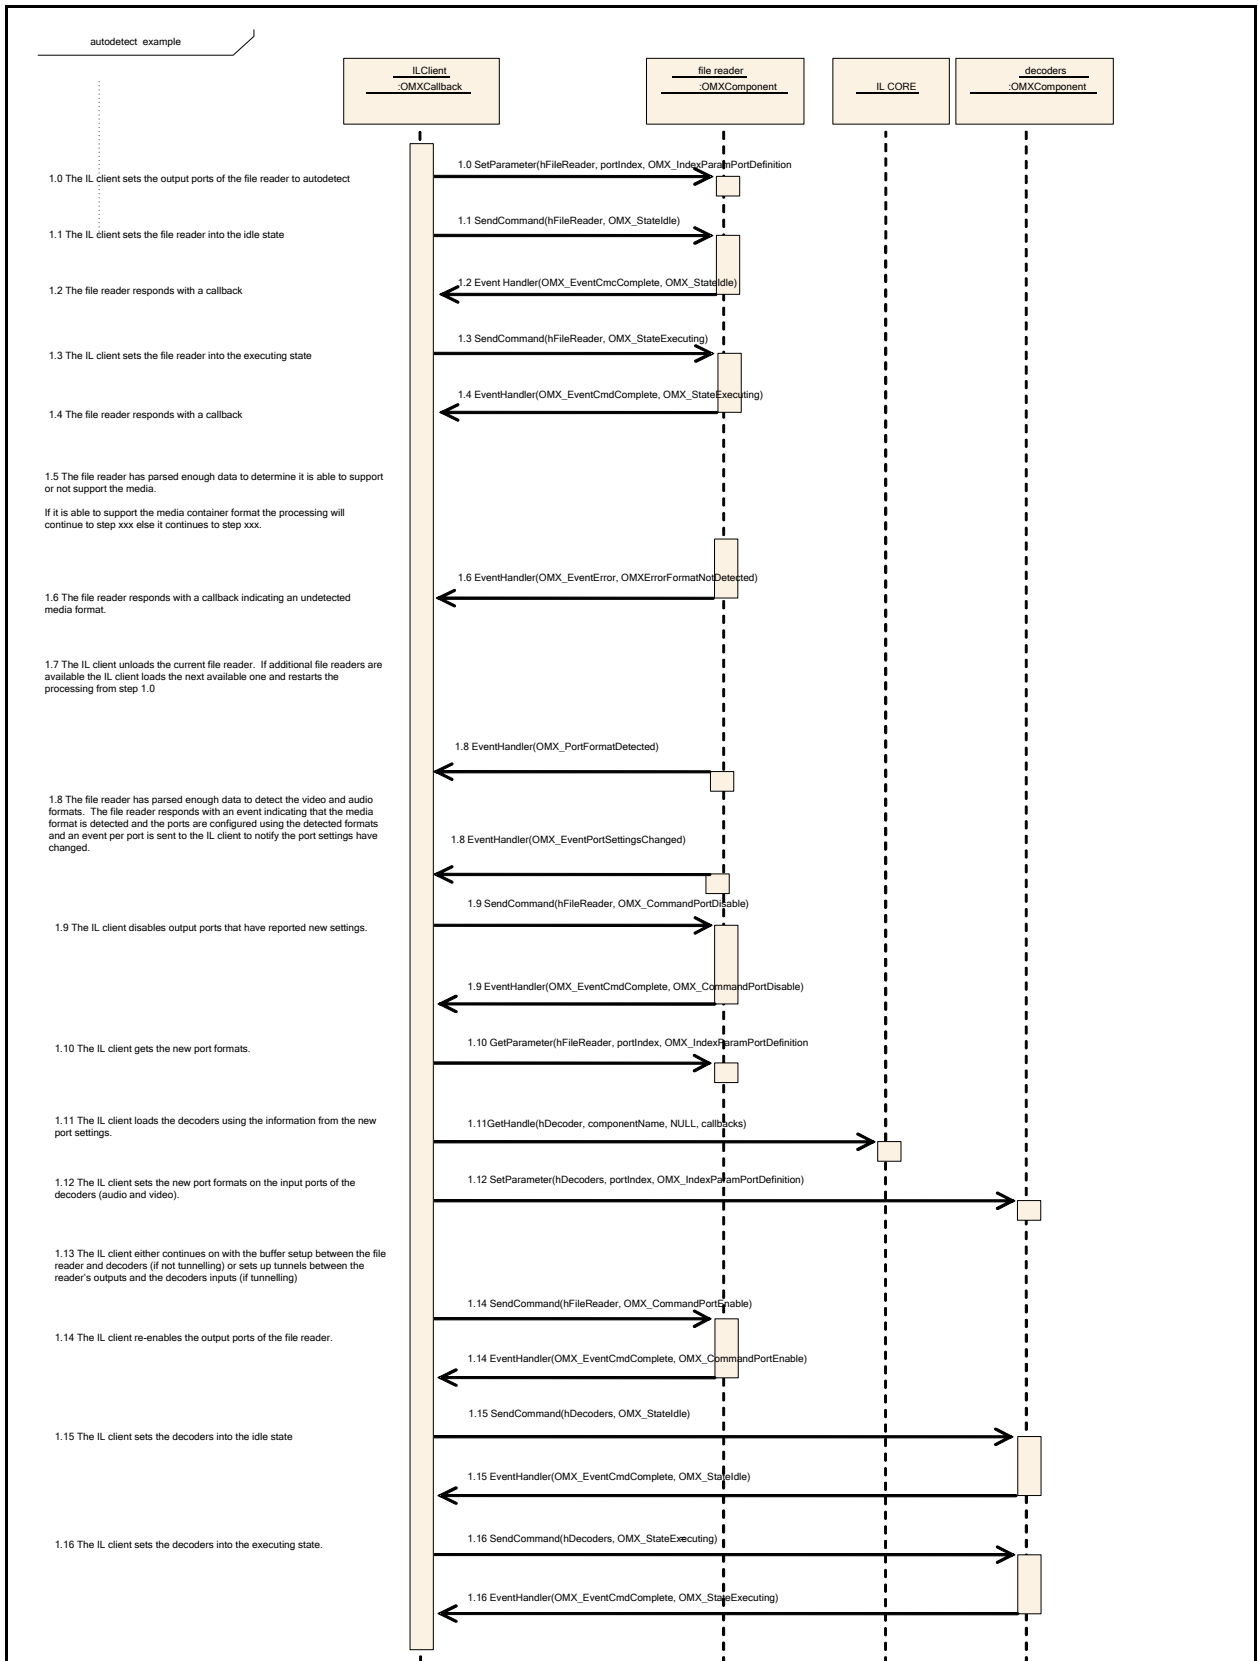 autodetect example
ILClient
:OMXCallback
file reader
:OMXComponent
IL CORE
decoders
:OMXComponent
1.0 SetParameter(hFileReader, portIndex, OMX_IndexParamPortDefinition
1.0 The IL client sets the output ports of the file reader to autodetect
1.1 SendCommand(hFileReader, OMX_StateIdle)
1.1 The IL client sets the file reader into the idle state
1.2 Event Handler(OMX_EventCmcComplete, OMX_StateIdle)
1.2 The file reader responds with a callback
1.3 SendCommand(hFileReader, OMX_StateExecuting)
1.3 The IL client sets the file reader into the executing state
1.4 EventHandler(OMX_EventCmdComplete, OMX_StateExecuting)
1.4 The file reader responds with a callback
1.5 The file reader has parsed enough data to determine it is able to support
or not support the media.
If it is able to support the media container format the processing will
continue to step xxx else it continues to step xxx.
1.6 EventHandler(OMX_EventError, OMXErrorFormatNotDetected)
1.6 The file reader responds with a callback indicating an undetected
media format.
1.7 The IL client unloads the current file reader. If additional file readers are
available the IL client loads the next available one and restarts the
processing from step 1.0
1.8 EventHandler(OMX_PortFormatDetected)
1.8 The file reader has parsed enough data to detect the video and audio
formats. The file reader responds with an event indicating that the media
format is detected and the ports are configured using the detected formats
and an event per port is sent to the IL client to notify the port settings have
changed.
1.8 EventHandler(OMX_EventPortSettingsChanged)
1.9 SendCommand(hFileReader, OMX_CommandPortDisable)
1.9 The IL client disables output ports that have reported new settings.
1.9 EventHandler(OMX_EventCmdComplete, OMX_CommandPortDisable)
1.10 GetParameter(hFileReader, portIndex, OMX_IndexParamPortDefinition
1.10 The IL client gets the new port formats.
1.11 The IL client loads the decoders using the information from the new
port settings.
1.11GetHandle(hDecoder, componentName, NULL, callbacks)
1.12 SetParameter(hDecoders, portIndex, OMX_IndexParamPortDefinition)
1.12 The IL client sets the new port formats on the input ports of the
decoders (audio and video).
1.13 The IL client either continues on with the buffer setup between the file
reader and decoders (if not tunnelling) or sets up tunnels between the
reader's outputs and the decoders inputs (if tunnelling)
1.14 SendCommand(hFileReader, OMX_CommandPortEnable)
1.14 The IL client re-enables the output ports of the file reader.
1.14 EventHandler(OMX_EventCmdComplete, OMX_CommandPortEnable)
1.15 SendCommand(hDecoders, OMX_StateIdle)
1.15 The IL client sets the decoders into the idle state
1.15 EventHandler(OMX_EventCmdComplete, OMX_StateIdle)
1.16 SendCommand(hDecoders, OMX_StateExecuting)
1.16 The IL client sets the decoders into the executing state.
1.16 EventHandler(OMX_EventCmdComplete, OMX_StateExecuting)